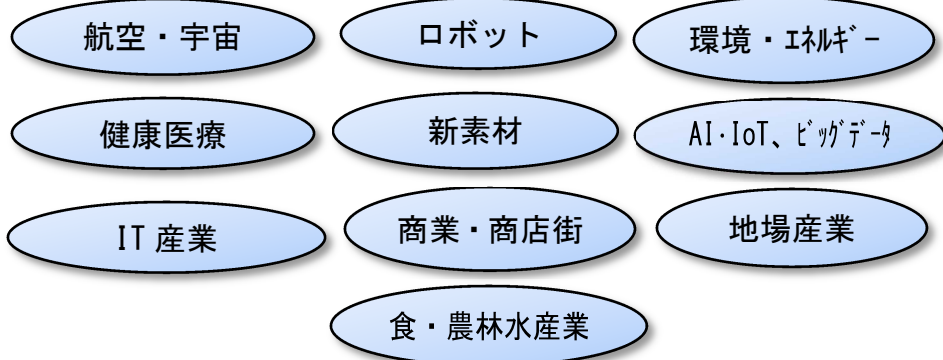 航空・宇宙
ロボット
環境・ｴﾈﾙｷﾞｰ
健康医療
新素材
AI･IoT、ﾋﾞｯｸﾞﾃﾞｰﾀ
IT 産業
商業・商店街
地場産業
食・農林水産業